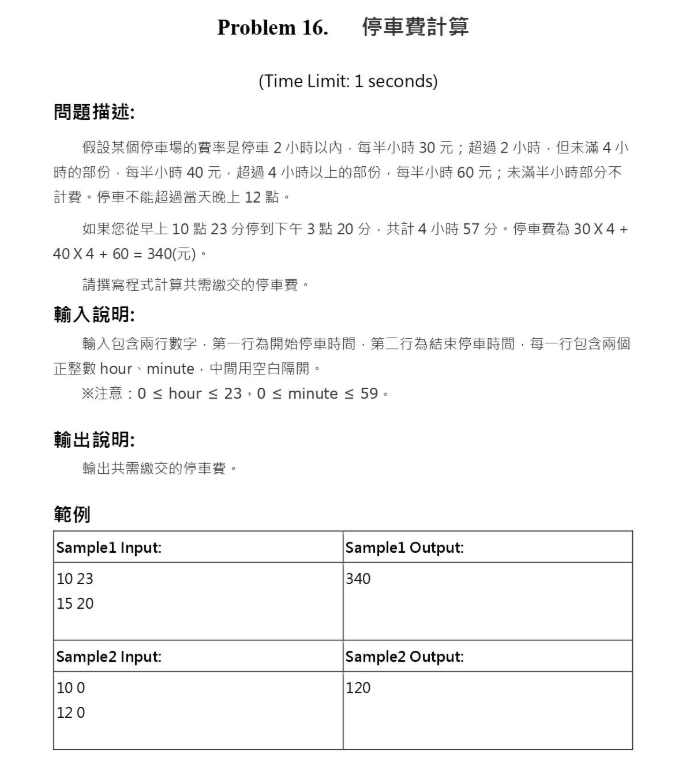 Problem 16. 停車費計算
(Time Limit: 1 seconds)
問題描述:
假設某個停車場的費率是停車 2 小時以內，每半小時 30 元；超過 2 小時，但未滿 4 小
時的部份，每半小時 40 元，超過 4 小時以上的部份，每半小時 60 元；未滿半小時部分不
計費。停車不能超過當天晚上 12 點。
如果您從早上 10 點 23 分停到下午 3 點 20 分，共計 4 小時 57 分。停車費為 30 X 4 +
40 X 4 + 60 = 340(元)。
請撰寫程式計算共需繳交的停車費。
輸入說明:
輸入包含兩行數字，第一行為開始停車時間，第二行為結束停車時間，每一行包含兩個
正整數 hour、minute，中間用空白隔開。
※注意：0 ≤ hour ≤ 23，0 ≤ minute ≤ 59。
輸出說明:
輸出共需繳交的停車費。
範例
Sample1 Input: Sample1 Output:
10 23 340
15 20
Sample2 Input: Sample2 Output:
10 0 120
12 0